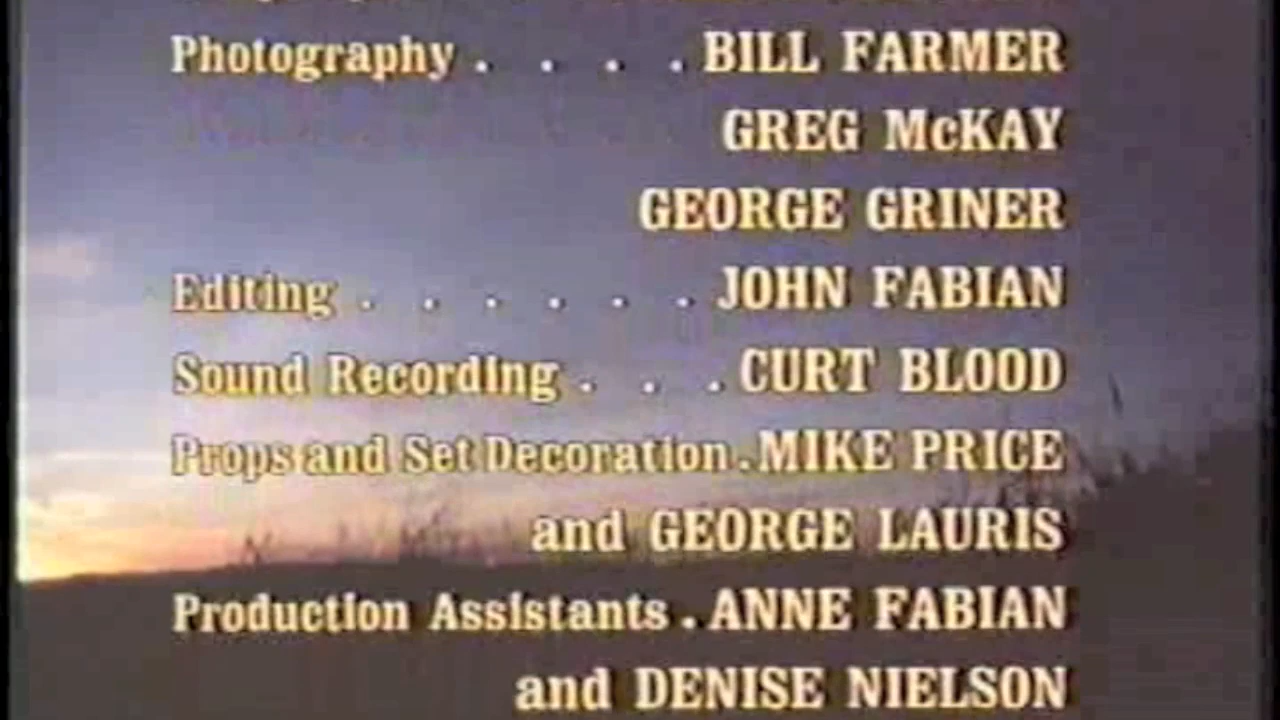 Photography . . . . BILL FARMER
GREG McKAY
GEORGE GRINER
Editing . . . . . . JOHN FABIAN
Sound Recording . . . CURT BLOOD
Props and Set Decoration . MIKE PRICE
and GEORGE LAURIS
Production Assistants . ANNE FABIAN
and DENISE NIELSON